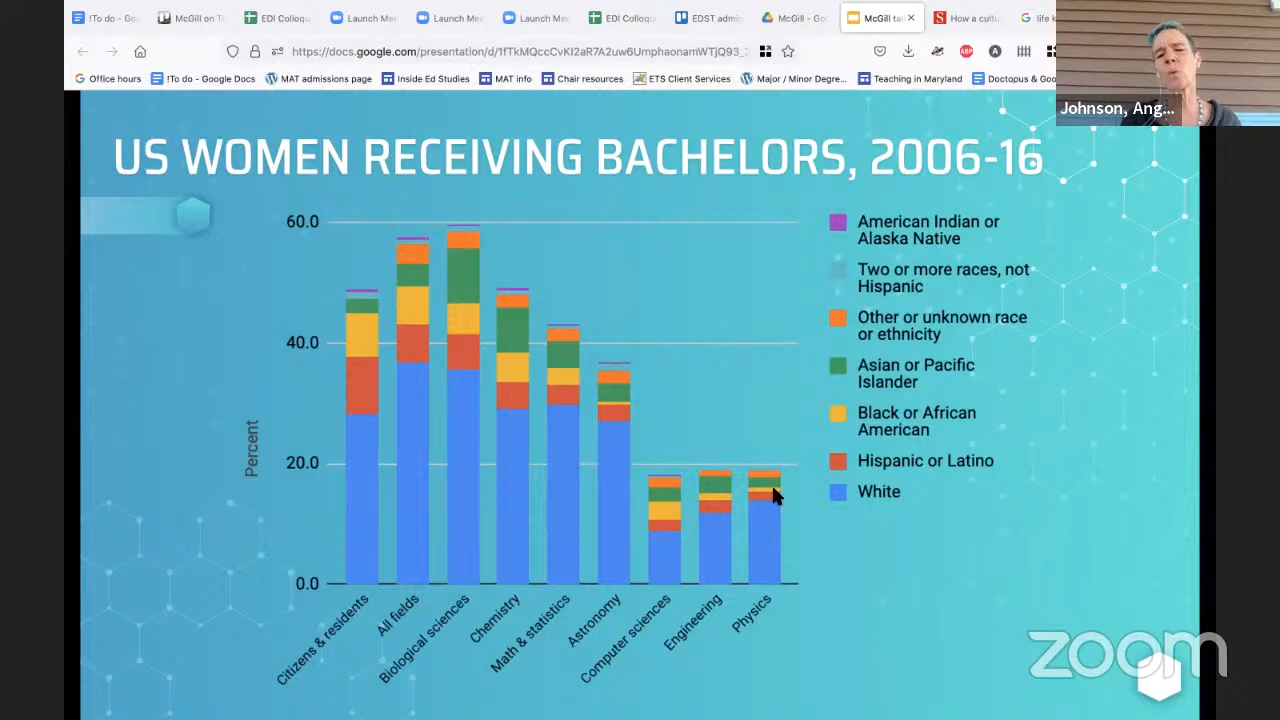 !To do - Go
McGill on T
EDI Colloqu
Launch Me
Launch Mee
Launch Mee
EDI Colloqu
EDST admi
McGill - Go
McGill ta
How a cult
life k
https://docs.google.com/presentation/d/1fTkMQccCvKI2aR7A2uw6UmphaonamWTjQ93_
ABP
Office hours
!To do - Google Docs
MAT admissions page
Inside Ed Studies
MAT info
Chair resources
ETS Client Services
Major / Minor Degre...
Teaching in Maryland
Doctopus & Goo
Johnson, Ang...
US WOMEN RECEIVING BACHELORS, 2006-16
60.0
40.0
20.0
0.0
Percent
Citizens & residents
All fields
Biological sciences
Chemistry
Math & statistics
Astronomy
Computer sciences
Engineering
Physics
American Indian or
Alaska Native
Two or more races, not
Hispanic
Other or unknown race
or ethnicity
Asian or Pacific
Islander
Black or African
American
Hispanic or Latino
White
zoom